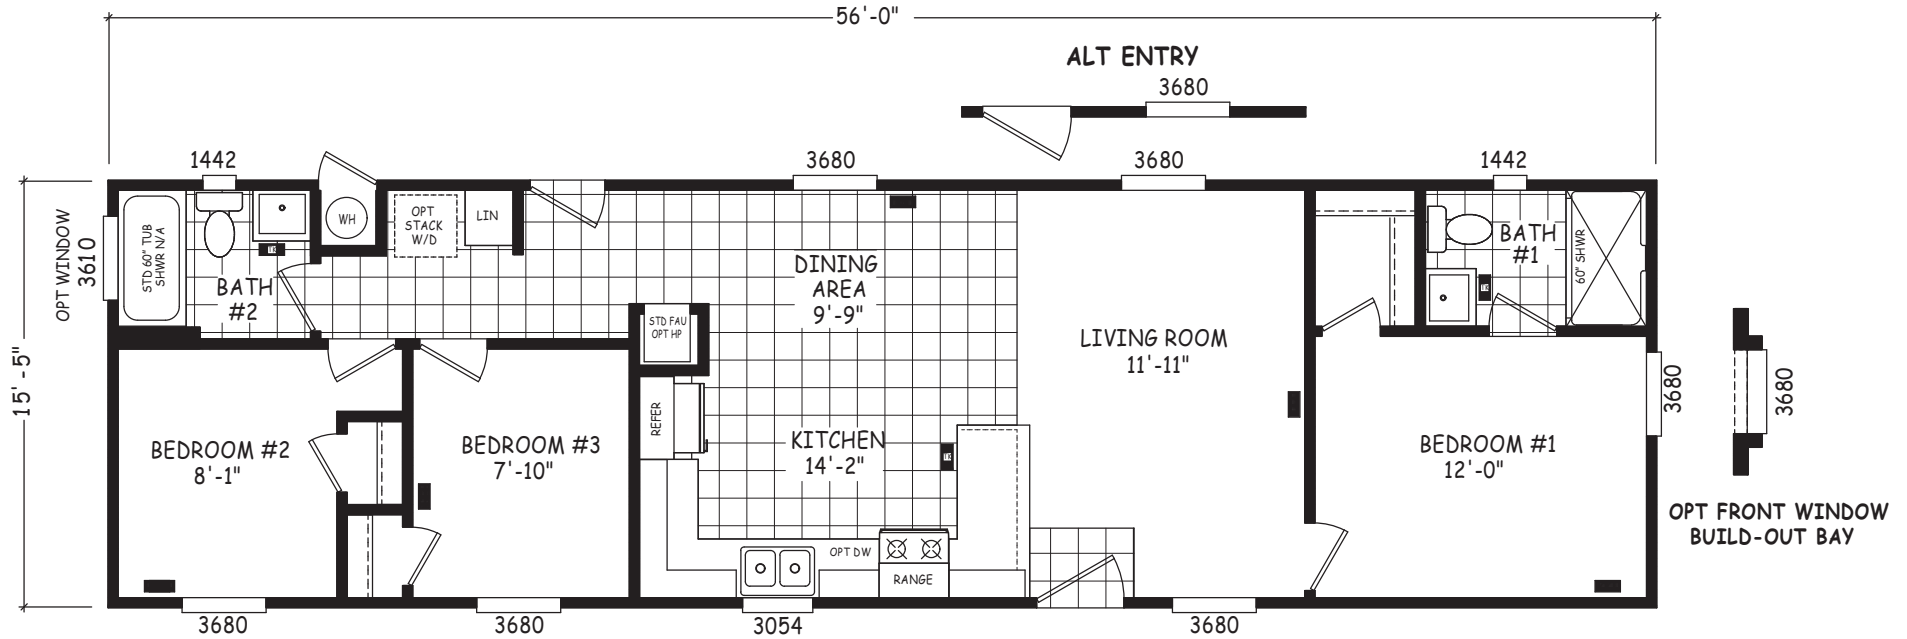 56'-0"
ALT ENTRY
3680
1442
3680
3680
1442
OPT WINDOW
3610
STD 60" TUB
SHWR N/A
WH
OPT
STACK
W/D
LIN
BATH
#2
DINING
AREA
9'-9"
BATH
#1
60" SHWR
STD FAU
OPT HP
LIVING ROOM
11'-11"
15'-5"
REFER
3680
3680
BEDROOM #2
8'-1"
BEDROOM #3
7'-10"
KITCHEN
14'-2"
BEDROOM #1
12'-0"
OPT FRONT WINDOW
BUILD-OUT BAY
OPT DW
RANGE
3680
3680
3054
3680